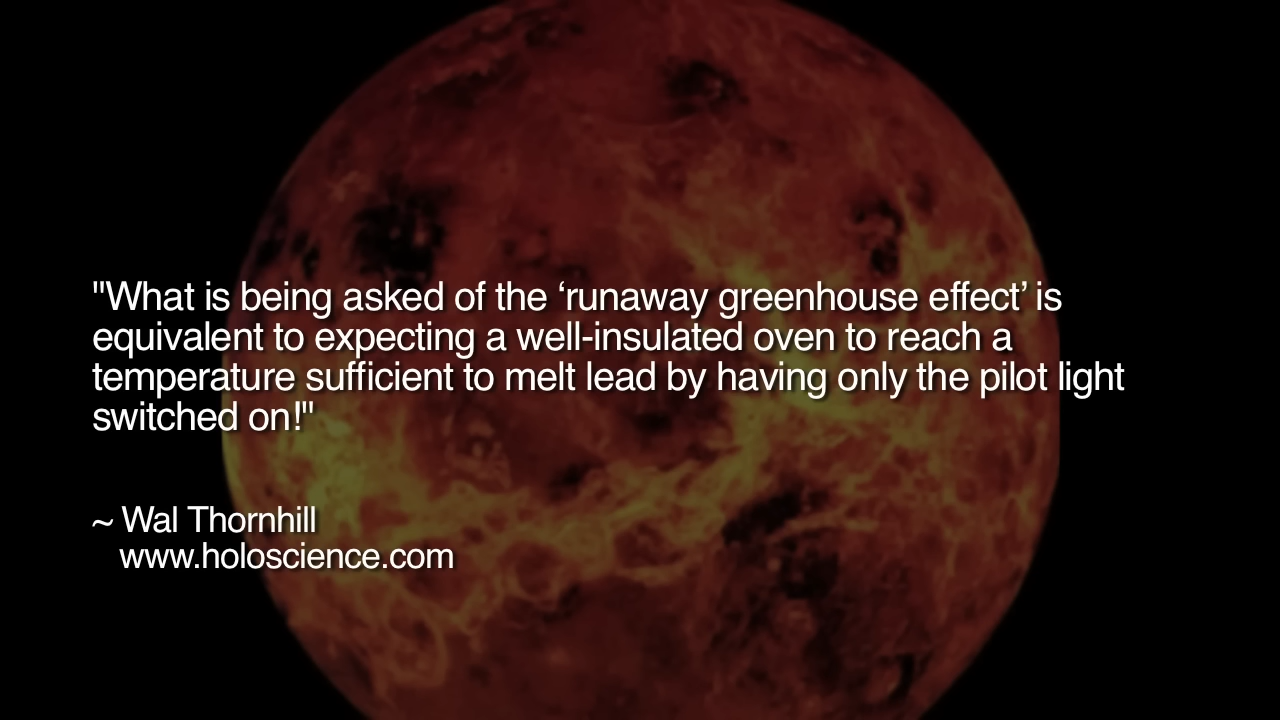 "What is being asked of the ‘runaway greenhouse effect’ is
equivalent to expecting a well-insulated oven to reach a
temperature sufficient to melt lead by having only the pilot light
switched on!"
~ Wal Thornhill
www.holoscience.com